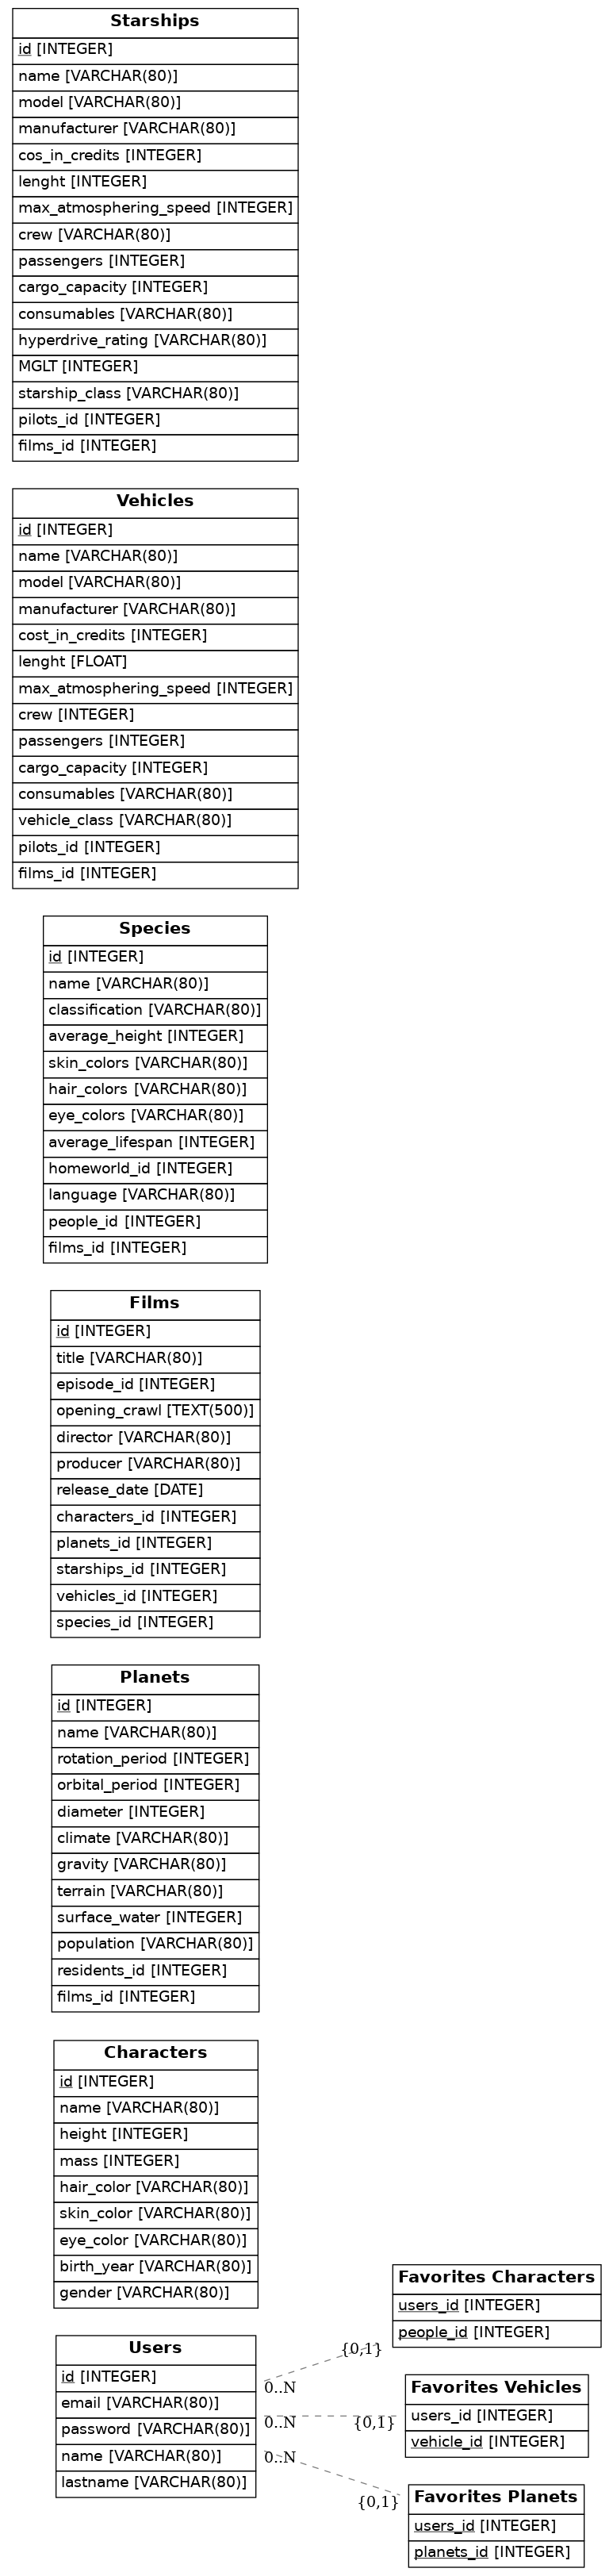 Starships
id [INTEGER]
name [VARCHAR(80)]
model [VARCHAR(80)]
manufacturer [VARCHAR(80)]
cos_in_credits [INTEGER]
lenght [INTEGER]
max_atmosphering_speed [INTEGER]
crew [VARCHAR(80)]
passengers [INTEGER]
cargo_capacity [INTEGER]
consumables [VARCHAR(80)]
hyperdrive_rating [VARCHAR(80)]
MGLT [INTEGER]
starship_class [VARCHAR(80)]
pilots_id [INTEGER]
films_id [INTEGER]
Vehicles
id [INTEGER]
name [VARCHAR(80)]
model [VARCHAR(80)]
manufacturer [VARCHAR(80)]
cost_in_credits [INTEGER]
lenght [FLOAT]
max_atmosphering_speed [INTEGER]
crew [INTEGER]
passengers [INTEGER]
cargo_capacity [INTEGER]
consumables [VARCHAR(80)]
vehicle_class [VARCHAR(80)]
pilots_id [INTEGER]
films_id [INTEGER]
Species
id [INTEGER]
name [VARCHAR(80)]
classification [VARCHAR(80)]
average_height [INTEGER]
skin_colors [VARCHAR(80)]
hair_colors [VARCHAR(80)]
eye_colors [VARCHAR(80)]
average_lifespan [INTEGER]
homeworld_id [INTEGER]
language [VARCHAR(80)]
people_id [INTEGER]
films_id [INTEGER]
Films
id [INTEGER]
title [VARCHAR(80)]
episode_id [INTEGER]
opening_crawl [TEXT(500)]
director [VARCHAR(80)]
producer [VARCHAR(80)]
release_date [DATE]
characters_id [INTEGER]
planets_id [INTEGER]
starships_id [INTEGER]
vehicles_id [INTEGER]
species_id [INTEGER]
Planets
id [INTEGER]
name [VARCHAR(80)]
rotation_period [INTEGER]
orbital_period [INTEGER]
diameter [INTEGER]
climate [VARCHAR(80)]
gravity [VARCHAR(80)]
terrain [VARCHAR(80)]
surface_water [INTEGER]
population [VARCHAR(80)]
residents_id [INTEGER]
films_id [INTEGER]
Characters
id [INTEGER]
name [VARCHAR(80)]
height [INTEGER]
mass [INTEGER]
hair_color [VARCHAR(80)]
skin_color [VARCHAR(80)]
eye_color [VARCHAR(80)]
birth_year [VARCHAR(80)]
gender [VARCHAR(80)]
Users
id [INTEGER]
email [VARCHAR(80)]
password [VARCHAR(80)]
name [VARCHAR(80)]
lastname [VARCHAR(80)]
0..N
{0,1}
0..N
{0,1}
0..N
{0,1}
Favorites Characters
users_id [INTEGER]
people_id [INTEGER]
Favorites Vehicles
users_id [INTEGER]
vehicle_id [INTEGER]
Favorites Planets
users_id [INTEGER]
planets_id [INTEGER]